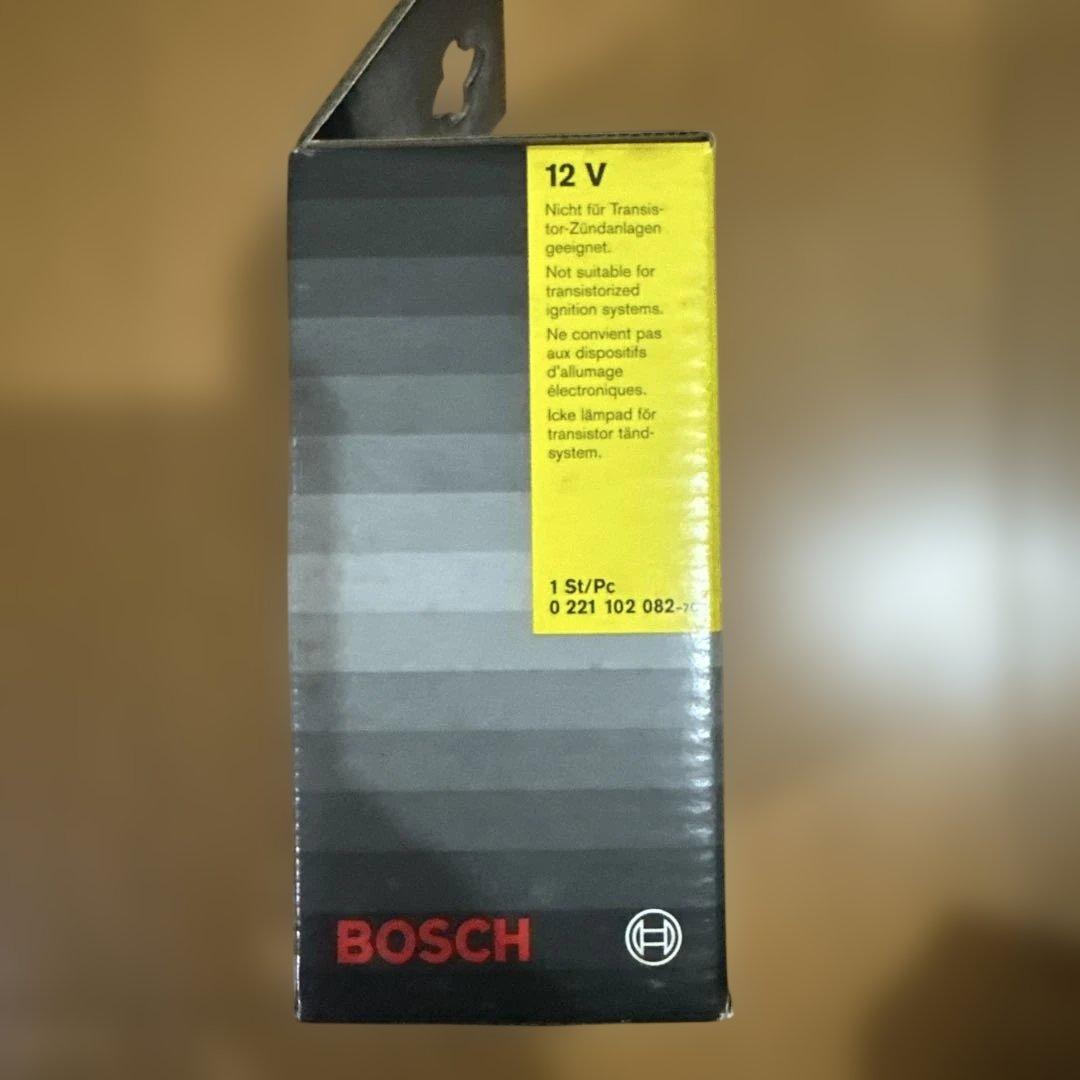 12 V
Nicht für Transis-
tor-Zündanlagen
geeignet.
Not suitable for
transistorized
ignition systems.
Ne convient pas
aux dispositifs
d'allumage
électroniques.
Icke lämpad för
transistor tänd-
system.
1 St/Pc
0 221 102 082
BOSCH